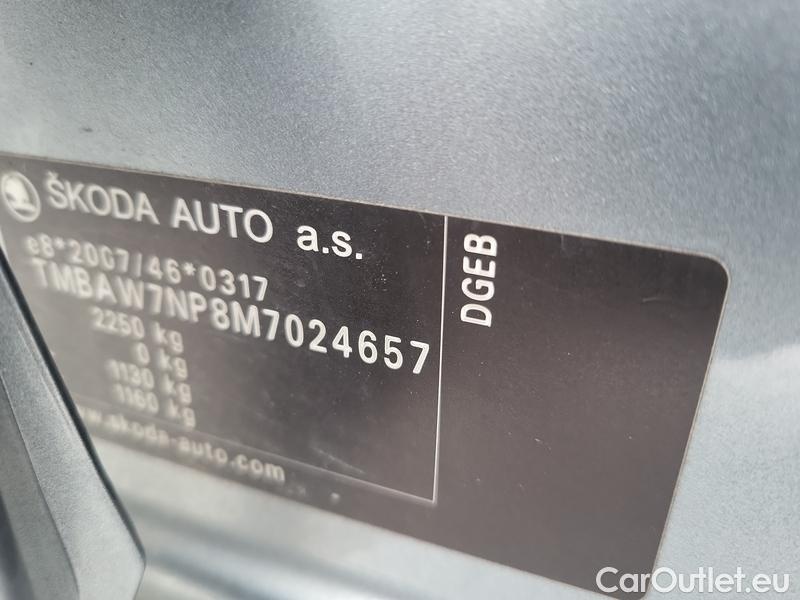 ŠKODA AUTO a.s.
e8*2007/46*0317
TMBAW7NP8M7024657
2250 kg
0 kg
1130 kg
1160 kg
www.skoda-auto.com
DGEB
CarOutlet.eu